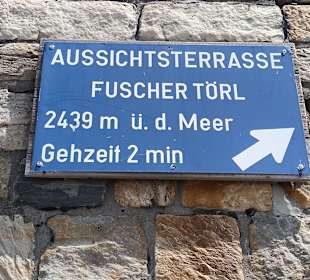 AUSSICHTSTERRASSE
FUSCHER TÖRL
2439 m ü. d. Meer
Gehzeit 2 min